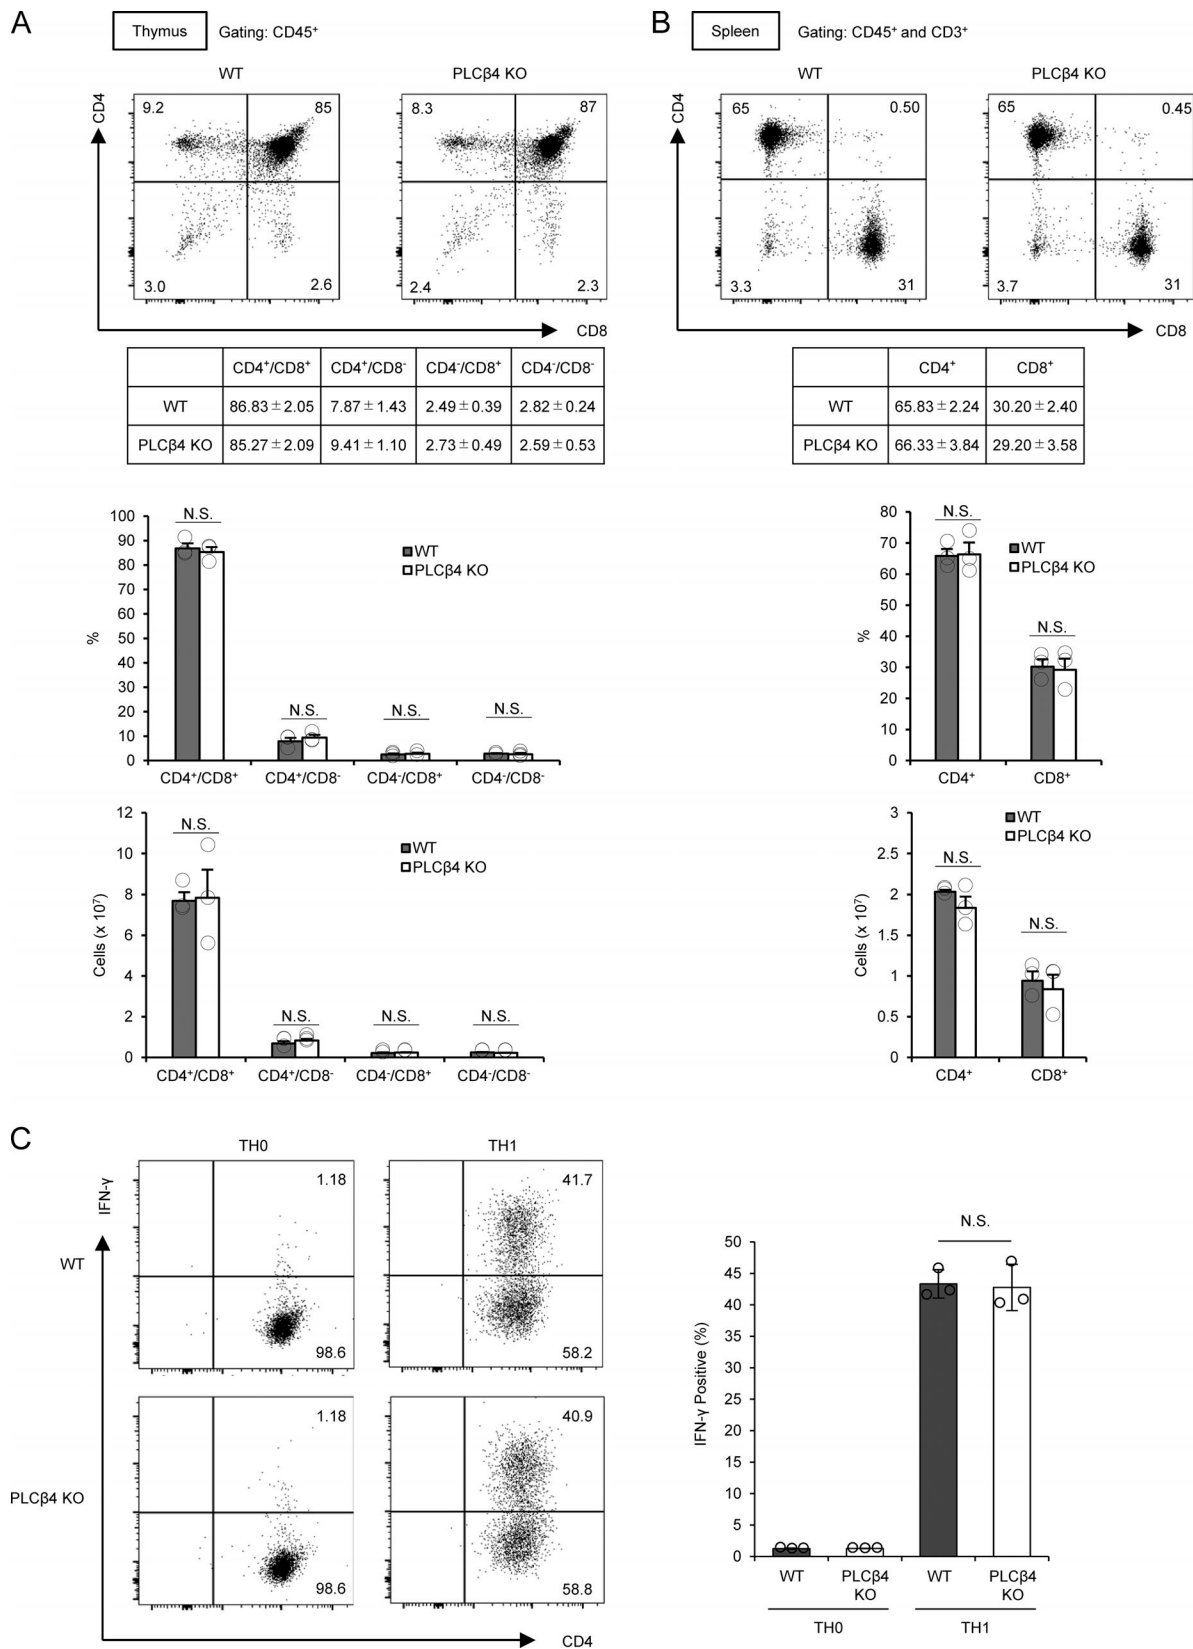 A
Thymus
Gating: CD45⁺
WT
PLCβ4 KO
CD4
9.2
85
3.0
2.6
8.3
87
2.4
2.3
CD8
CD4⁺/CD8⁺ CD4⁺/CD8⁻ CD4⁻/CD8⁺ CD4⁻/CD8⁻
WT 86.83±2.05 7.87±1.43 2.49±0.39 2.82±0.24
PLCβ4 KO 85.27±2.09 9.41±1.10 2.73±0.49 2.59±0.53
100
90
80
70
60
50
40
30
20
10
0
%
N.S.
N.S.
N.S.
N.S.
WT
PLCβ4 KO
CD4⁺/CD8⁺ CD4⁺/CD8⁻ CD4⁻/CD8⁺ CD4⁻/CD8⁻
12
10
8
6
4
2
0
Cells (x 10⁷)
N.S.
N.S.
N.S.
N.S.
WT
PLCβ4 KO
CD4⁺/CD8⁺ CD4⁺/CD8⁻ CD4⁻/CD8⁺ CD4⁻/CD8⁻
B
Spleen
Gating: CD45⁺ and CD3⁺
WT
PLCβ4 KO
CD4
65
0.50
3.3
31
65
0.45
3.7
31
CD8
CD4⁺ CD8⁺
WT 65.83±2.24 30.20±2.40
PLCβ4 KO 66.33±3.84 29.20±3.58
80
70
60
50
40
30
20
10
0
%
N.S.
N.S.
WT
PLCβ4 KO
CD4⁺ CD8⁺
3
2.5
2
1.5
1
0.5
0
Cells (x 10⁷)
N.S.
N.S.
WT
PLCβ4 KO
CD4⁺ CD8⁺
C
TH0
TH1
IFN-γ
WT
1.18
98.6
41.7
58.2
PLCβ4 KO
1.18
98.6
40.9
58.8
CD4
50
45
40
35
30
25
20
15
10
5
0
IFN-γ Positive (%)
N.S.
WT
PLCβ4
KO
WT
PLCβ4
KO
TH0
TH1